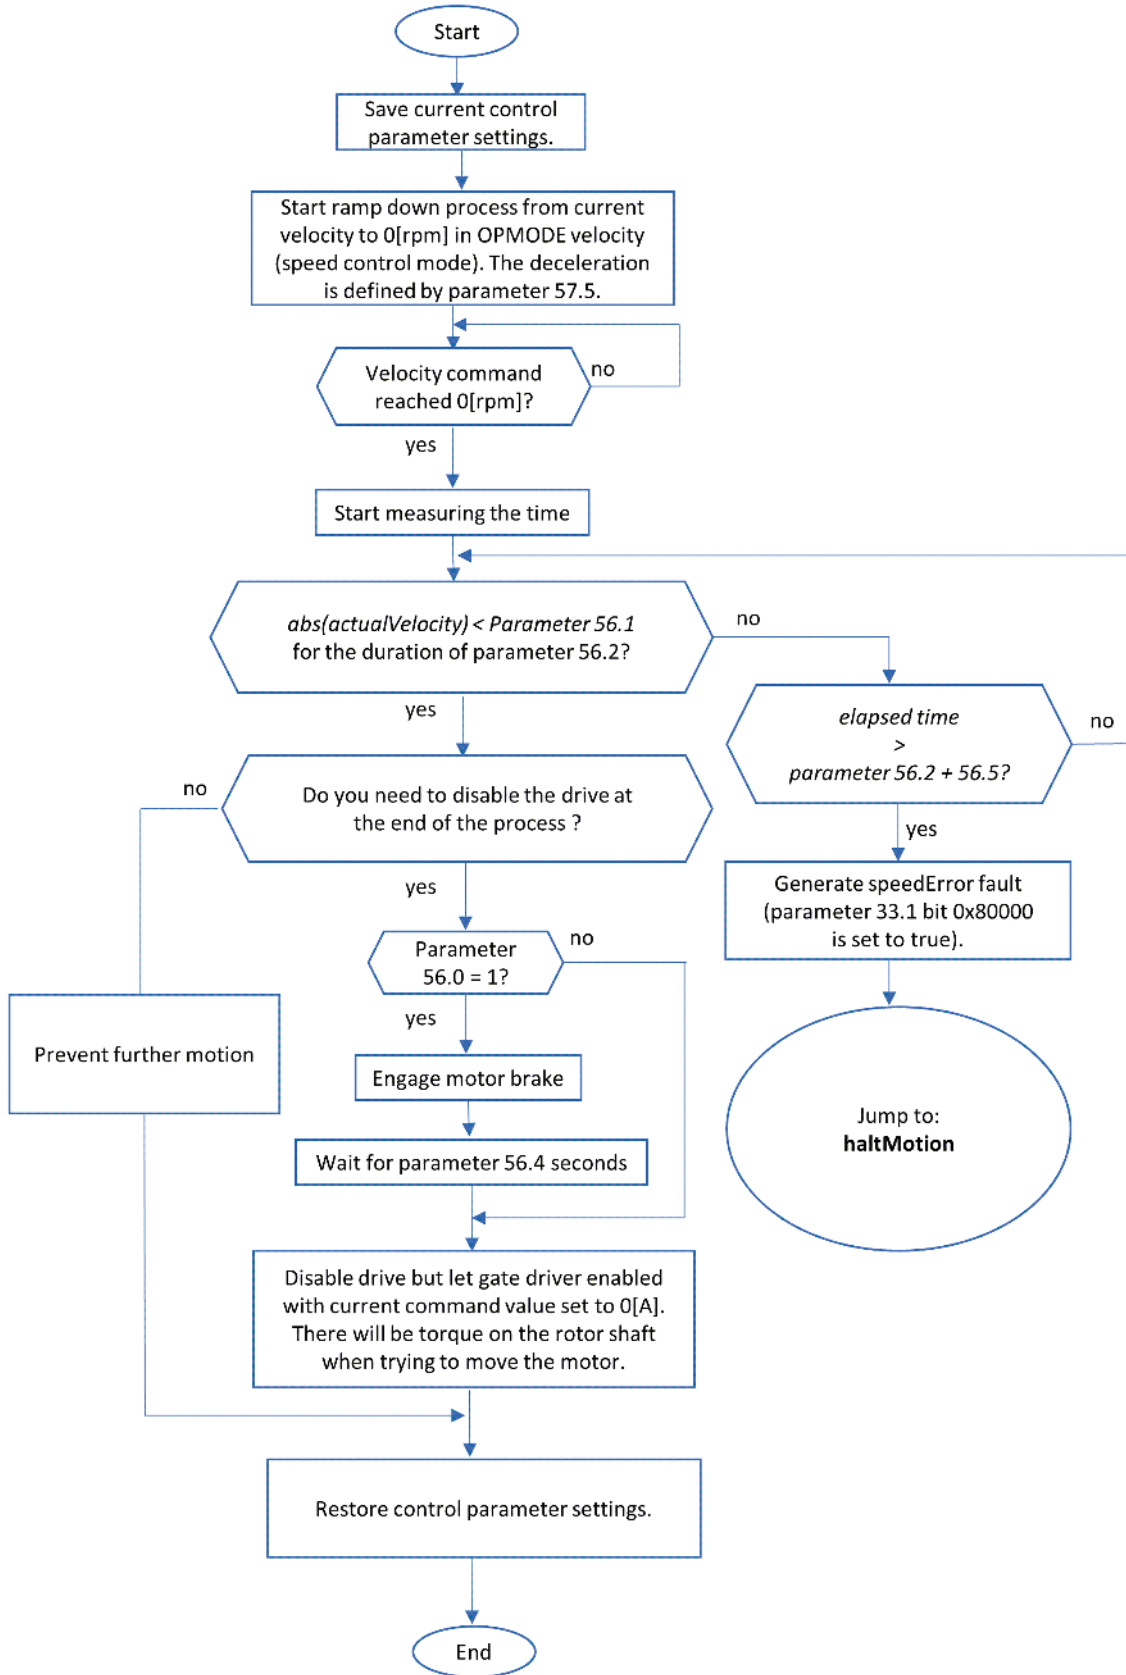 Start
Save current control
parameter settings.
Start ramp down process from current
velocity to 0[rpm] in OPMODE velocity
(speed control mode). The deceleration
is defined by parameter 57.5.
Velocity command
reached 0[rpm]?
no
yes
Start measuring the time
abs(actualVelocity) < Parameter 56.1
for the duration of parameter 56.2?
no
yes
elapsed time
>
parameter 56.2 + 56.5?
no
yes
Do you need to disable the drive at
the end of the process ?
no
yes
Generate speedError fault
(parameter 33.1 bit 0x80000
is set to true).
Parameter
56.0 = 1?
no
yes
Prevent further motion
Engage motor brake
Jump to:
haltMotion
Wait for parameter 56.4 seconds
Disable drive but let gate driver enabled
with current command value set to 0[A].
There will be torque on the rotor shaft
when trying to move the motor.
Restore control parameter settings.
End